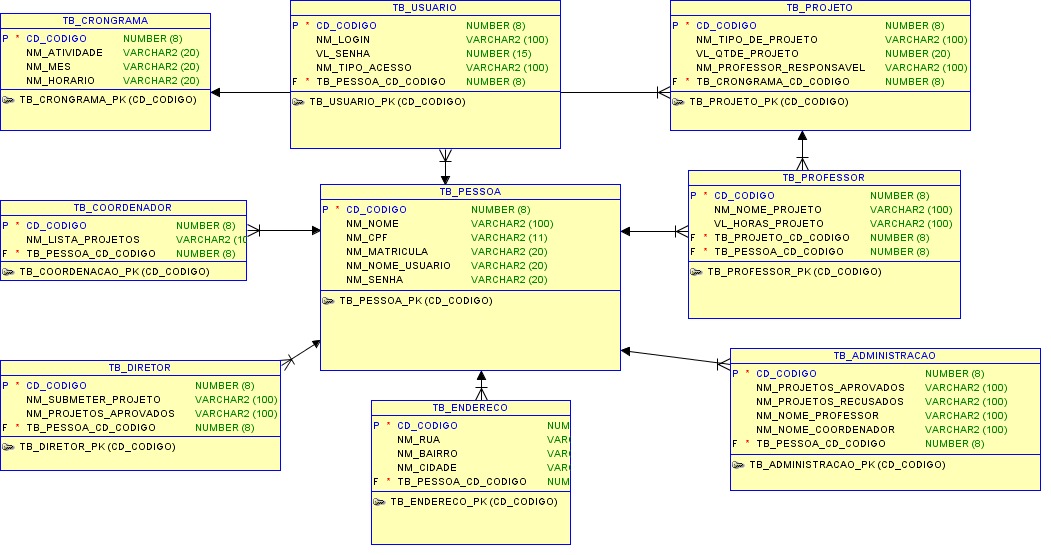 TB_CRONGRAMA
P * CD_CODIGO NUMBER (8)
NM_ATIVIDADE VARCHAR2 (20)
NM_MES VARCHAR2 (20)
NM_HORARIO VARCHAR2 (20)
TB_CRONGRAMA_PK (CD_CODIGO)
TB_USUARIO
P * CD_CODIGO NUMBER (8)
NM_LOGIN VARCHAR2 (100)
VL_SENHA NUMBER (15)
NM_TIPO_ACESSO VARCHAR2 (100)
F * TB_PESSOA_CD_CODIGO NUMBER (8)
TB_USUARIO_PK (CD_CODIGO)
TB_PROJETO
P * CD_CODIGO NUMBER (8)
NM_TIPO_DE_PROJETO VARCHAR2 (100)
VL_QTDE_PROJETO NUMBER (20)
NM_PROFESSOR_RESPONSAVEL VARCHAR2 (100)
F * TB_CRONGRAMA_CD_CODIGO NUMBER (8)
TB_PROJETO_PK (CD_CODIGO)
TB_COORDENADOR
P * CD_CODIGO NUMBER (8)
NM_LISTA_PROJETOS VARCHAR2 (10
F * TB_PESSOA_CD_CODIGO NUMBER (8)
TB_COORDENACAO_PK (CD_CODIGO)
TB_PESSOA
P * CD_CODIGO NUMBER (8)
NM_NOME VARCHAR2 (100)
NM_CPF VARCHAR2 (11)
NM_MATRICULA VARCHAR2 (20)
NM_NOME_USUARIO VARCHAR2 (20)
NM_SENHA VARCHAR2 (20)
TB_PESSOA_PK (CD_CODIGO)
TB_PROFESSOR
P * CD_CODIGO NUMBER (8)
NM_NOME_PROJETO VARCHAR2 (100)
VL_HORAS_PROJETO VARCHAR2 (100)
F * TB_PROJETO_CD_CODIGO NUMBER (8)
F * TB_PESSOA_CD_CODIGO NUMBER (8)
TB_PROFESSOR_PK (CD_CODIGO)
TB_DIRETOR
P * CD_CODIGO NUMBER (8)
NM_SUBMETER_PROJETO VARCHAR2 (100)
NM_PROJETOS_APROVADOS VARCHAR2 (100)
F * TB_PESSOA_CD_CODIGO NUMBER (8)
TB_DIRETOR_PK (CD_CODIGO)
TB_ENDERECO
P * CD_CODIGO NUM
NM_RUA VAR
NM_BAIRRO VAR
NM_CIDADE VAR
F * TB_PESSOA_CD_CODIGO NUM
TB_ENDERECO_PK (CD_CODIGO)
TB_ADMINISTRACAO
P * CD_CODIGO NUMBER (8)
NM_PROJETOS_APROVADOS VARCHAR2 (100)
NM_PROJETOS_RECUSADOS VARCHAR2 (100)
NM_NOME_PROFESSOR VARCHAR2 (100)
NM_NOME_COORDENADOR VARCHAR2 (100)
F * TB_PESSOA_CD_CODIGO NUMBER (8)
TB_ADMINISTRACAO_PK (CD_CODIGO)